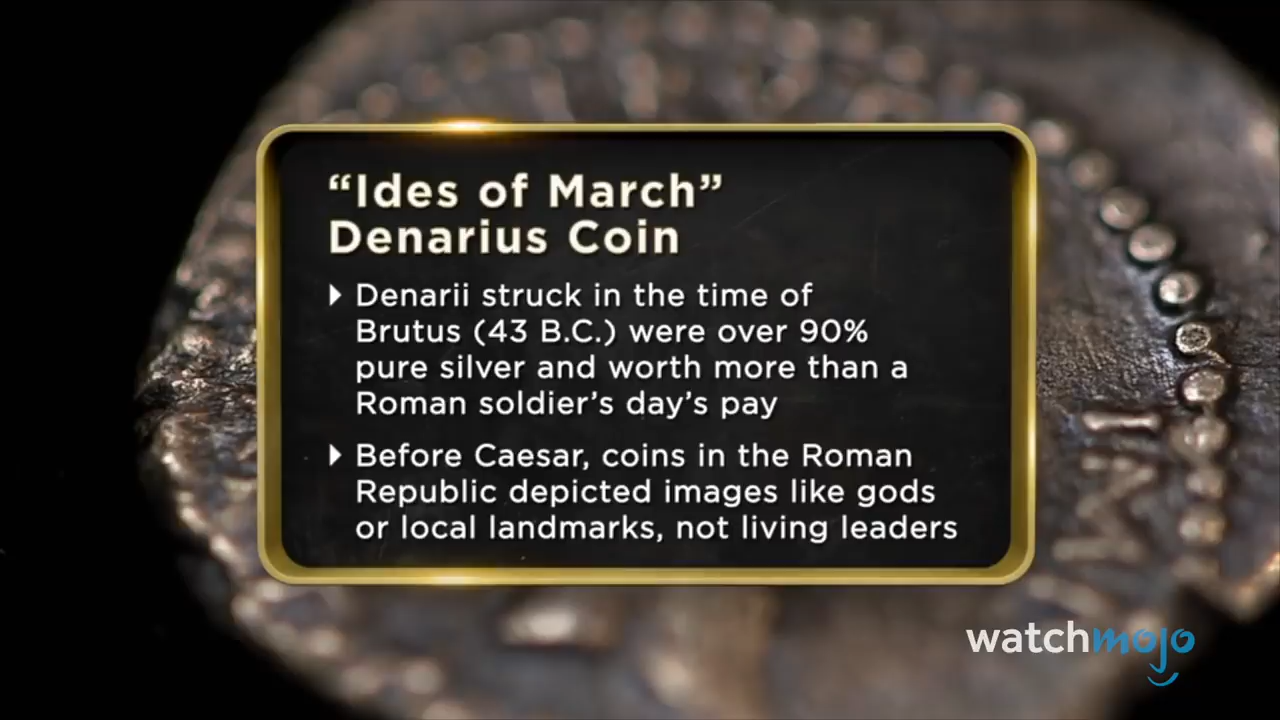 “Ides of March”
Denarius Coin
Denarii struck in the time of
Brutus (43 B.C.) were over 90%
pure silver and worth more than a
Roman soldier’s day’s pay
Before Caesar, coins in the Roman
Republic depicted images like gods
or local landmarks, not living leaders
IMP
watchmojo